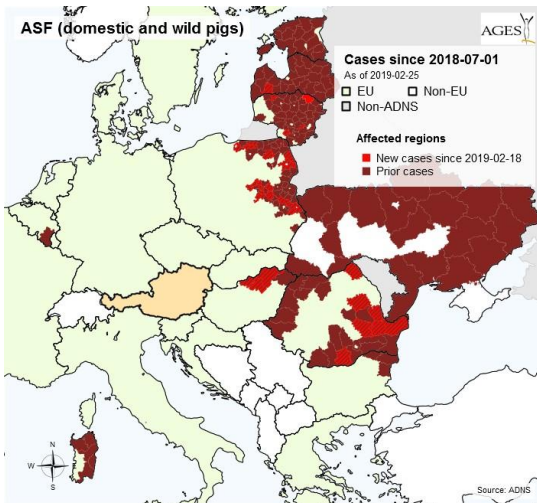 ASF (domestic and wild pigs)
AGES
Cases since 2018-07-01
As of 2019-02-25
EU
Non-EU
Non-ADNS
Affected regions
New cases since 2019-02-18
Prior cases
N
W E
S
Source: ADNS